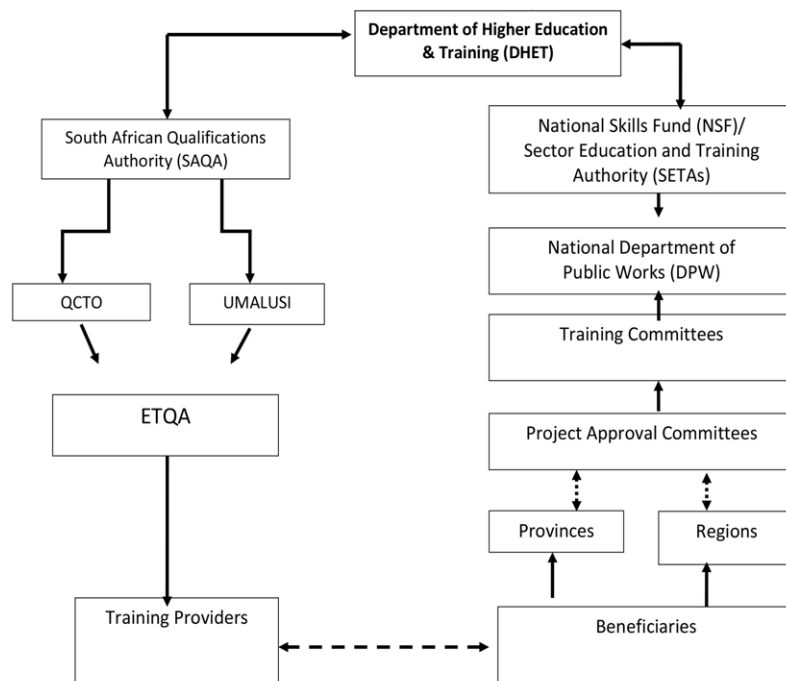 Department of Higher Education
& Training (DHET)
South African Qualifications
Authority (SAQA)
National Skills Fund (NSF)/
Sector Education and Training
Authority (SETAs)
National Department of
Public Works (DPW)
QCTO
UMALUSI
Training Committees
ETQA
Project Approval Committees
Provinces
Regions
Training Providers
Beneficiaries